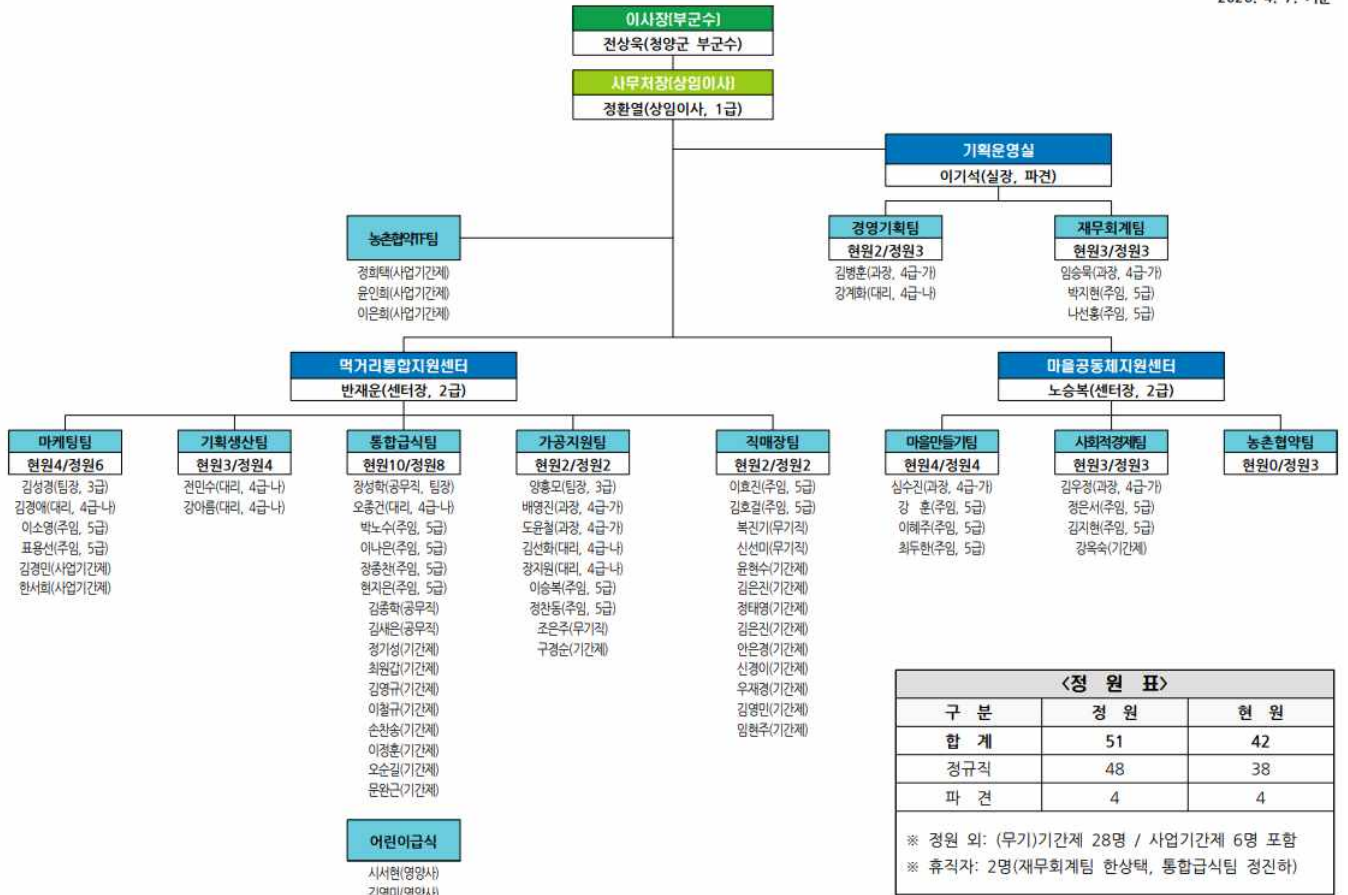 이사장[부군수]
전상욱(청양군 부군수)
사무처장[상임이사]
정환열(상임이사, 1급)
기획운영실
이기석(실장, 파견)
농촌협약TF팀
정희택(사업기간제)
윤인희(사업기간제)
이은희(사업기간제)
경영기획팀
현원2/정원3
김병훈(과장, 4급-가)
강계화(대리, 4급-나)
재무회계팀
현원3/정원3
임승묵(과장, 4급-가)
박지현(주임, 5급)
나선홍(주임, 5급)
먹거리통합지원센터
반재운(센터장, 2급)
마을공동체지원센터
노승복(센터장, 2급)
마케팅팀
현원4/정원6
김성경(팀장, 3급)
김경애(대리, 4급-나)
이소영(주임, 5급)
표용선(주임, 5급)
김경민(사업기간제)
한서희(사업기간제)
기획생산팀
현원3/정원4
전민수(대리, 4급-나)
강아름(대리, 4급-나)
통합급식팀
현원10/정원8
장성학(공무직, 팀장)
오종건(대리, 4급-나)
박노수(주임, 5급)
이나은(주임, 5급)
장종찬(주임, 5급)
현지은(주임, 5급)
김종학(공무직)
김새은(공무직)
정기성(기간제)
최원갑(기간제)
김영규(기간제)
이철규(기간제)
손찬송(기간제)
이정훈(기간제)
오순길(기간제)
문완근(기간제)
어린이급식
시서현(영양사)
가공지원팀
현원2/정원2
양흥모(팀장, 3급)
배영진(과장, 4급-가)
도윤철(과장, 4급-가)
김선화(대리, 4급-나)
장지원(대리, 4급-나)
이승복(주임, 5급)
정찬동(주임, 5급)
조은주(무기직)
구경순(기간제)
직매장팀
현원2/정원2
이효진(주임, 5급)
김호걸(주임, 5급)
복진기(무기직)
신선미(무기직)
윤현수(기간제)
김은진(기간제)
정태영(기간제)
김은진(기간제)
안은경(기간제)
신경이(기간제)
우재경(기간제)
김영민(기간제)
임현주(기간제)
마을만들기팀
현원4/정원4
심수진(과장, 4급-가)
강 훈(주임, 5급)
이혜주(주임, 5급)
최두한(주임, 5급)
사회적경제팀
현원3/정원3
김우정(과장, 4급-가)
정은서(주임, 5급)
김지현(주임, 5급)
강옥숙(기간제)
농촌협약팀
현원0/정원3
<정 원 표>
구 분 정 원 현 원
합 계 51 42
정규직 48 38
파 견 4 4
※ 정원 외: (무기)기간제 28명 / 사업기간제 6명 포함
※ 휴직자: 2명(재무회계팀 한상택, 통합급식팀 정진하)